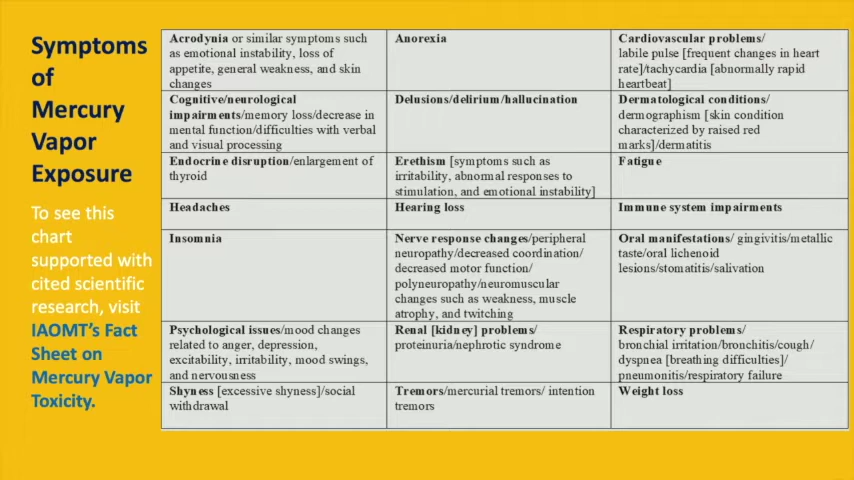 Symptoms
of
Mercury
Vapor
Exposure
To see this
chart
supported with
cited scientific
research, visit
IAOMT's Fact
Sheet on
Mercury Vapor
Toxicity.
Acrodynia or similar symptoms such
as emotional instability, loss of
appetite, general weakness, and skin
changes
Anorexia
Cardiovascular problems/
labile pulse [frequent changes in heart
rate]/tachycardia [abnormally rapid
heartbeat]
Cognitive/neurological
impairments/memory loss/decrease in
mental function/difficulties with verbal
and visual processing
Delusions/delirium/hallucination
Dermatological conditions/
dermographism [skin condition
characterized by raised red
marks]/dermatitis
Endocrine disruption/enlargement of
thyroid
Erethism [symptoms such as
irritability, abnormal responses to
stimulation, and emotional instability]
Fatigue
Headaches
Hearing loss
Immune system impairments
Insomnia
Nerve response changes/peripheral
neuropathy/decreased coordination/
decreased motor function/
polyneuropathy/neuromuscular
changes such as weakness, muscle
atrophy, and twitching
Oral manifestations/ gingivitis/metallic
taste/oral lichenoid
lesions/stomatitis/salivation
Psychological issues/mood changes
related to anger, depression,
excitability, irritability, mood swings,
and nervousness
Renal [kidney] problems/
proteinuria/nephrotic syndrome
Respiratory problems/
bronchial irritation/bronchitis/cough/
dyspnea [breathing difficulties]/
pneumonitis/respiratory failure
Shyness [excessive shyness]/social
withdrawal
Tremors/mercurial tremors/ intention
tremors
Weight loss